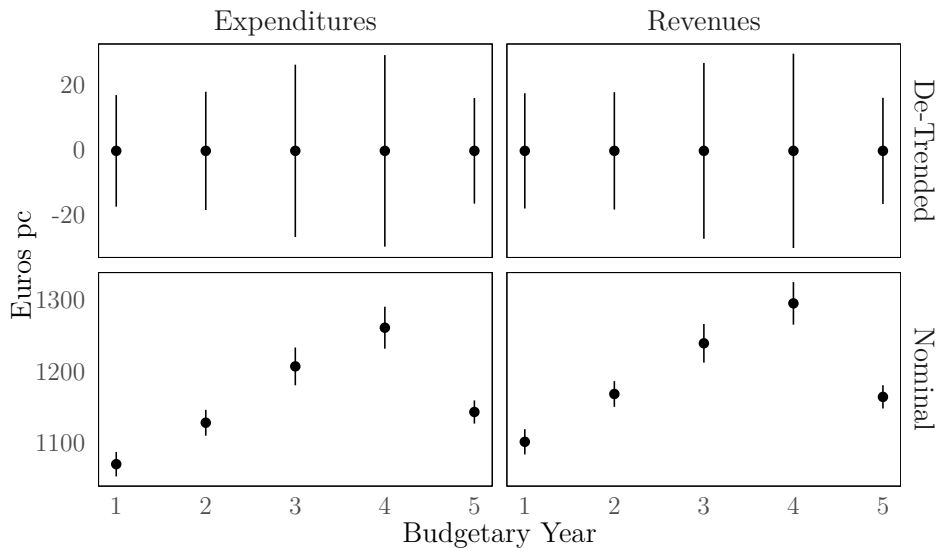 Expenditures
Revenues
20
0
-20
De-Trended
Euros pc
1300
1200
1100
Nominal
1 2 3 4 5
1 2 3 4 5
Budgetary Year